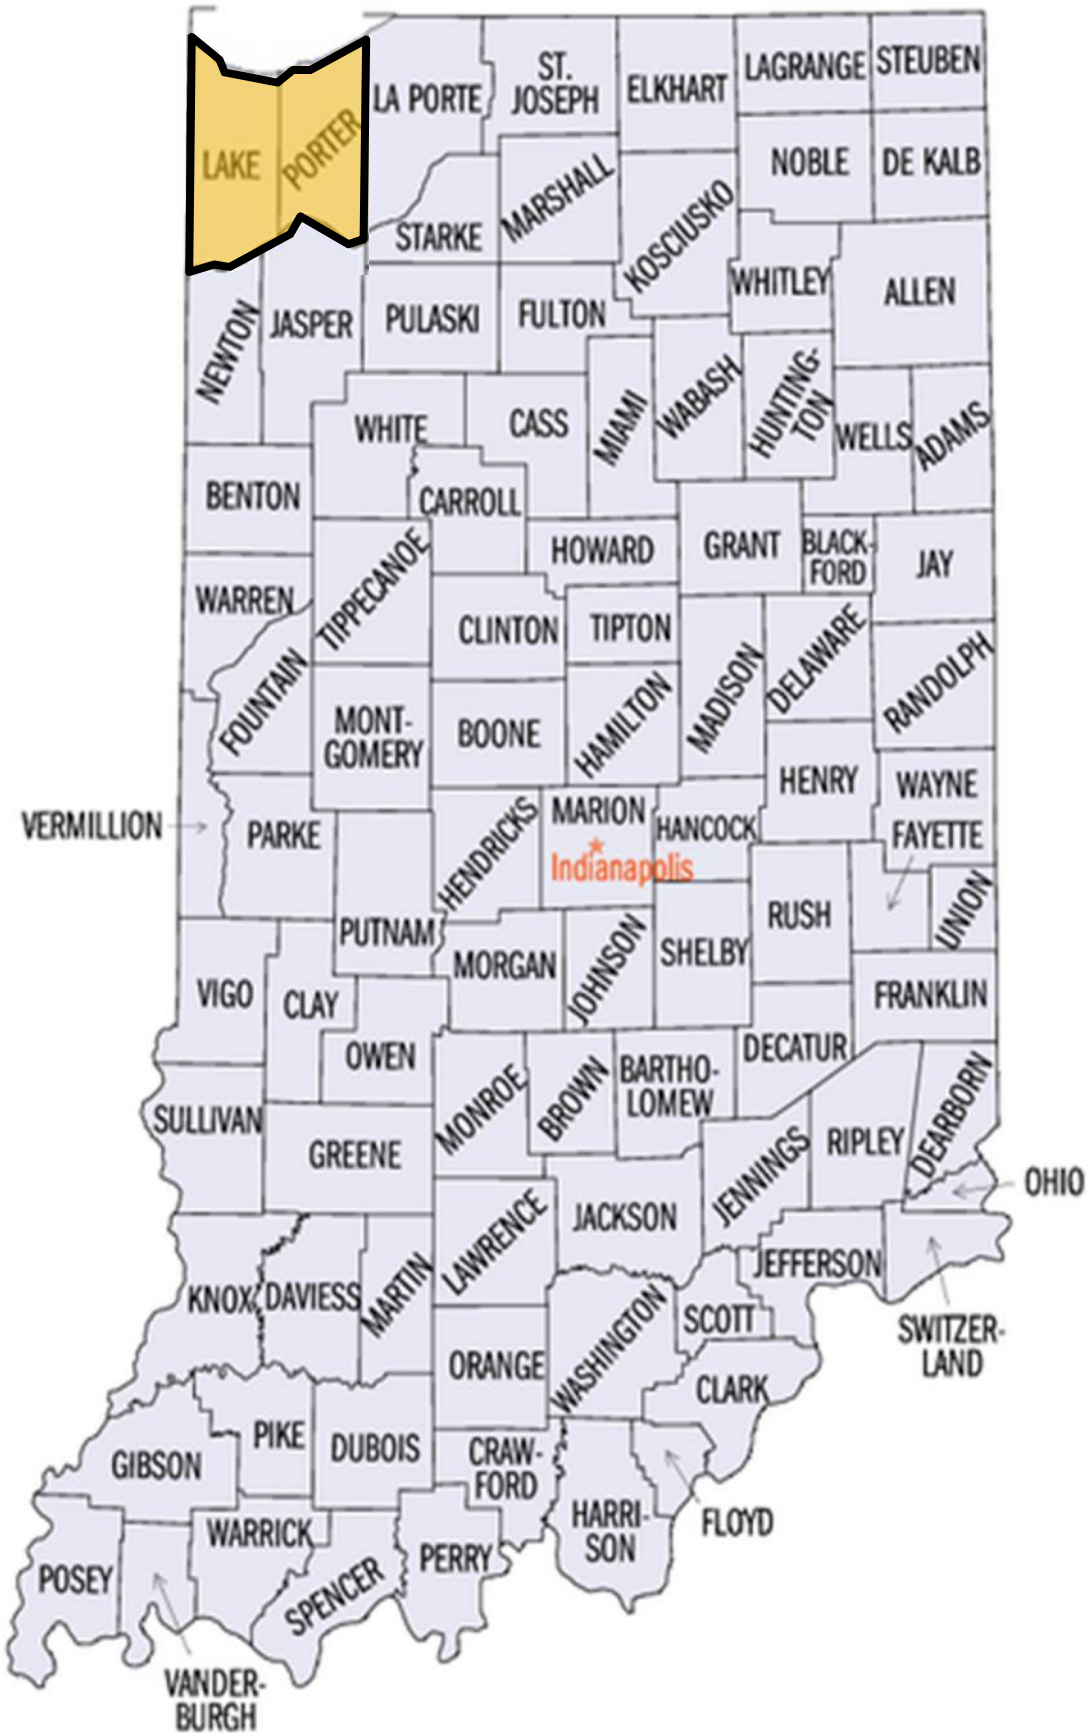 LA PORTE
ST.
JOSEPH
ELKHART
LAGRANGE
STEUBEN
LAKE
PORTER
NOBLE
DE KALB
STARKE
MARSHALL
KOSCIUSKO
WHITLEY
ALLEN
NEWTON
JASPER
PULASKI
FULTON
WHITE
CASS
MIAMI
WABASH
HUNTING-
TON
WELLS
ADAMS
BENTON
CARROLL
HOWARD
GRANT
BLACK-
FORD
JAY
WARREN
TIPPECANOE
CLINTON
TIPTON
MADISON
DELAWARE
RANDOLPH
FOUNTAIN
MONT-
GOMERY
BOONE
HAMILTON
HENRY
WAYNE
VERMILLION
PARKE
HENDRICKS
MARION
Indianapolis
HANCOCK
FAYETTE
PUTNAM
MORGAN
JOHNSON
SHELBY
RUSH
UNION
VIGO
CLAY
OWEN
FRANKLIN
DECATUR
SULLIVAN
GREENE
MONROE
BROWN
BARTHO-
LOMEW
JENNINGS
RIPLEY
DEARBORN
OHIO
KNOX
DAVIESS
MARTIN
LAWRENCE
JACKSON
JEFFERSON
SWITZER-
LAND
ORANGE
WASHINGTON
SCOTT
CLARK
GIBSON
PIKE
DUBOIS
CRAW-
FORD
HARRI-
SON
FLOYD
POSEY
WARRICK
SPENCER
PERRY
VANDER-
BURGH